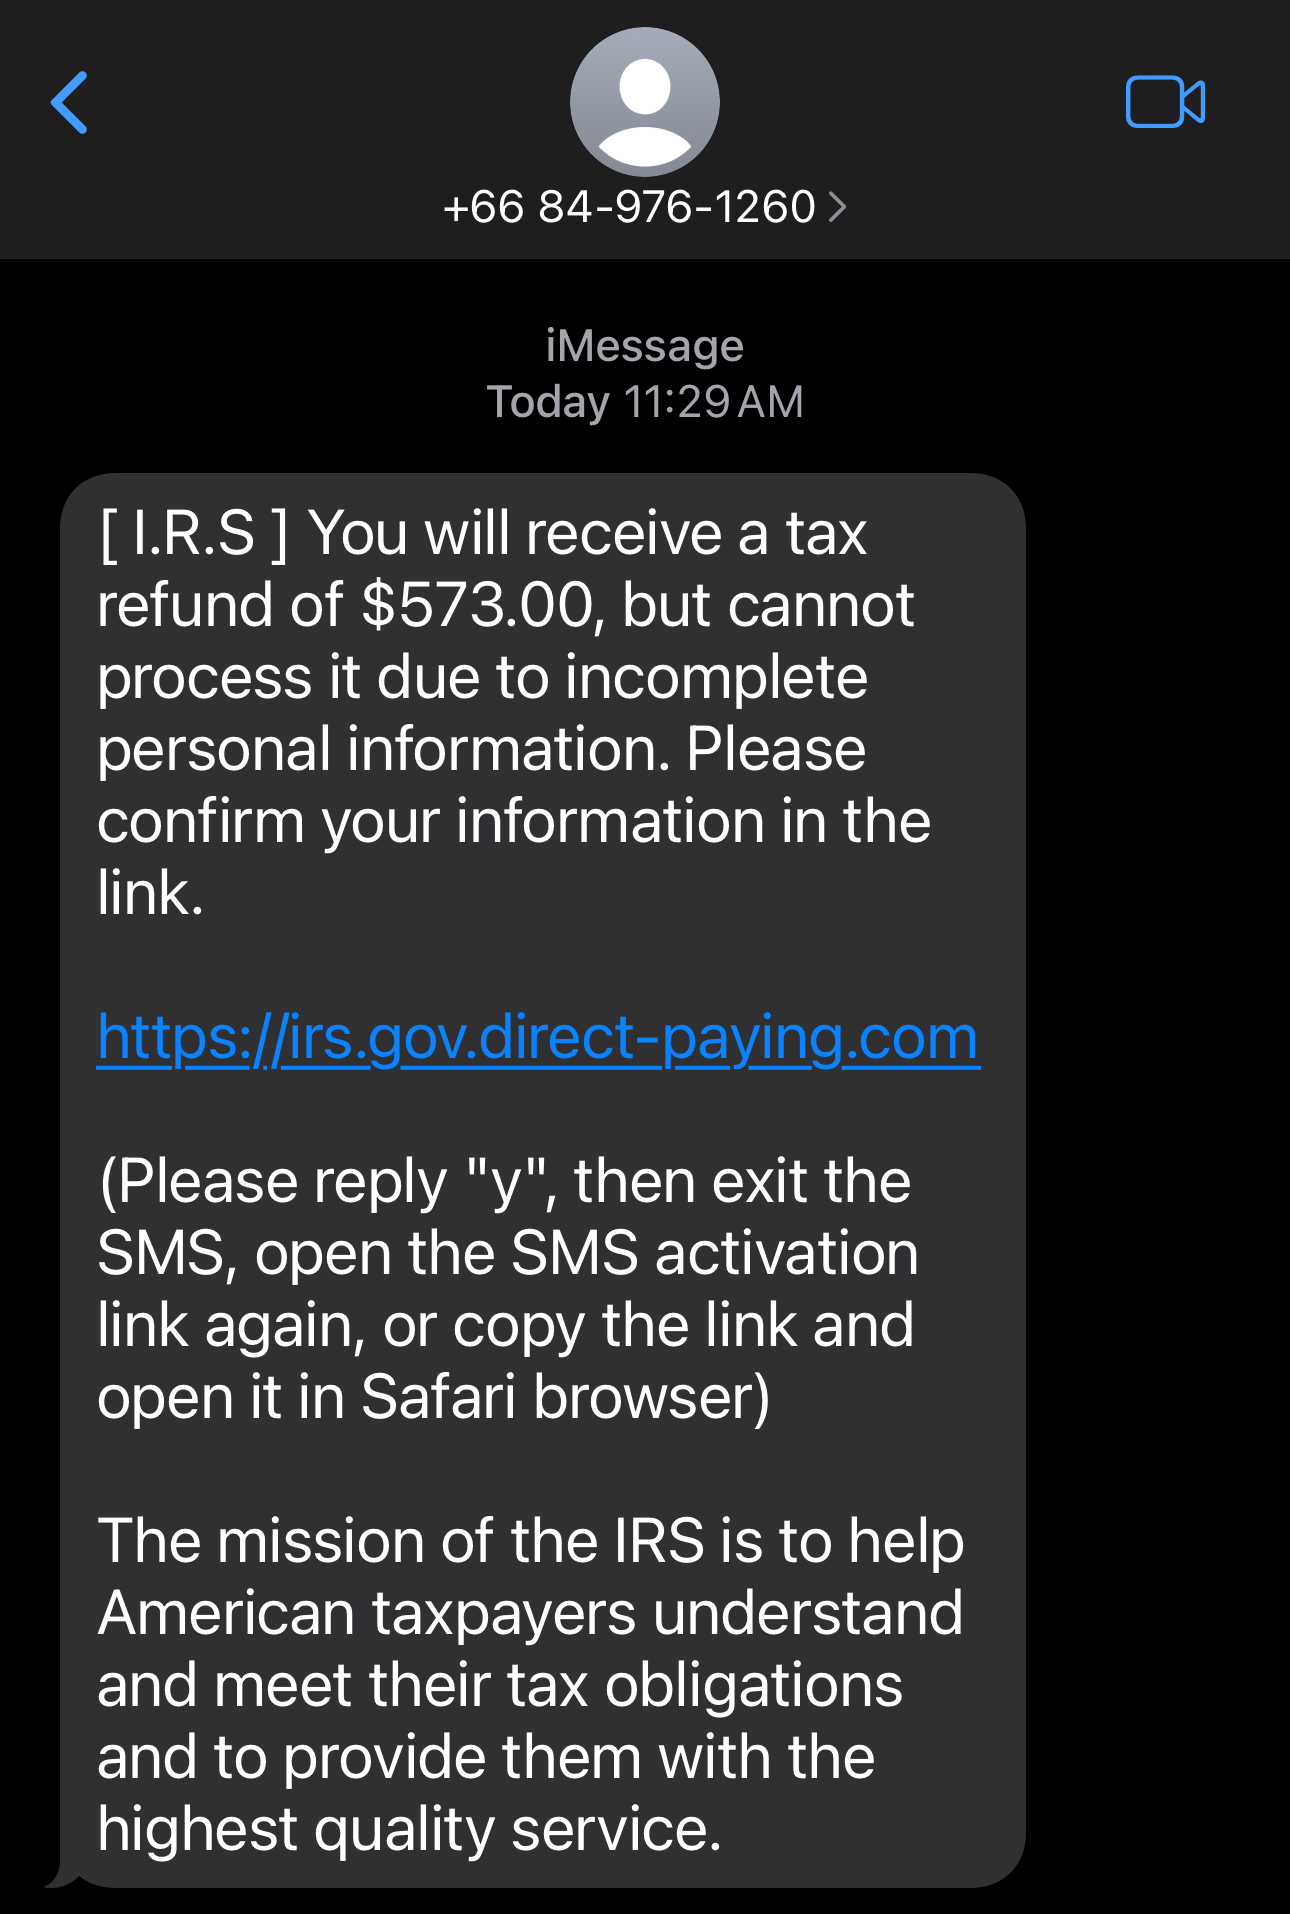 +66 84-976-1260
iMessage
Today 11:29 AM
[ I.R.S ] You will receive a tax
refund of $573.00, but cannot
process it due to incomplete
personal information. Please
confirm your information in the
link.
https://irs.gov.direct-paying.com
(Please reply "y", then exit the
SMS, open the SMS activation
link again, or copy the link and
open it in Safari browser)
The mission of the IRS is to help
American taxpayers understand
and meet their tax obligations
and to provide them with the
highest quality service.